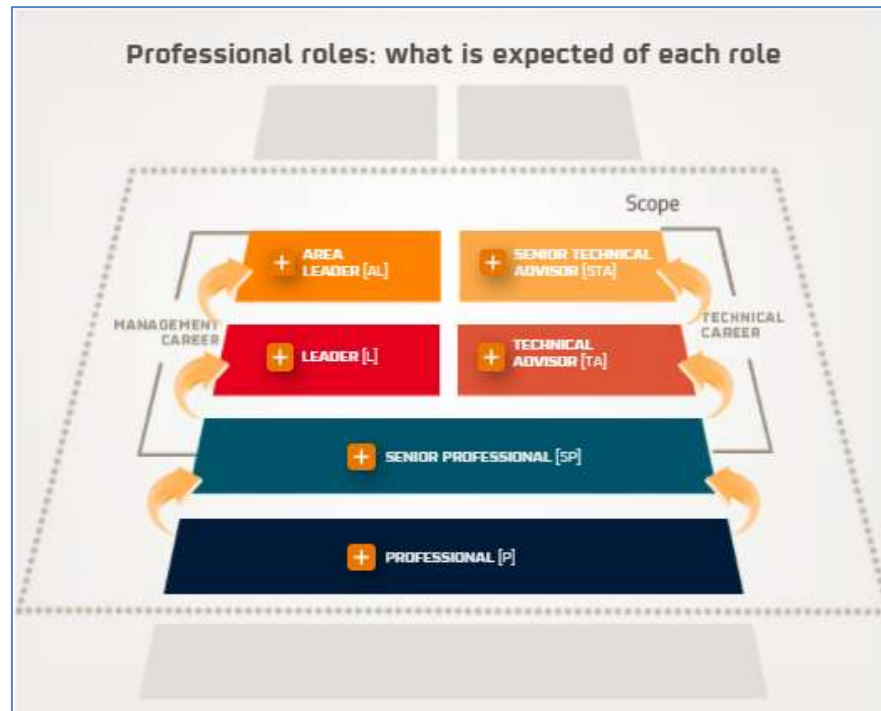 Professional roles: what is expected of each role
Scope
AREA
LEADER [AL]
SENIOR TECHNICAL
ADVISOR [STA]
MANAGEMENT
CAREER
TECHNICAL
CAREER
LEADER [L]
TECHNICAL
ADVISOR [TA]
SENIOR PROFESSIONAL [SP]
PROFESSIONAL [P]